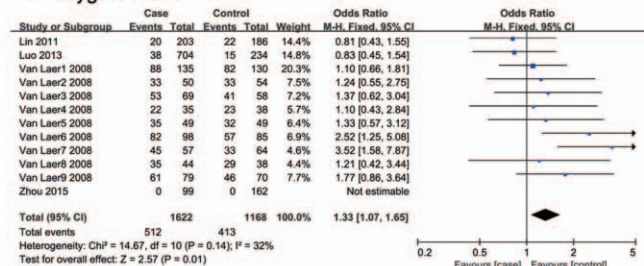 Case Control Odds Ratio Odds Ratio
Study or Subgroup Events Total Events Total Weight M-H. Fixed. 95% CI M-H. Fixed. 95% CI
Lin 2011 20 203 22 186 14.4% 0.81 [0.43, 1.55]
Luo 2013 38 704 15 234 14.5% 0.83 [0.45, 1.54]
Van Laer1 2008 88 135 82 130 20.3% 1.10 [0.66, 1.81]
Van Laer2 2008 33 50 33 54 7.5% 1.24 [0.55, 2.75]
Van Laer3 2008 53 69 41 58 7.1% 1.37 [0.62, 3.04]
Van Laer4 2008 22 35 23 38 5.6% 1.10 [0.43, 2.84]
Van Laer5 2008 35 49 32 49 6.3% 1.33 [0.57, 3.12]
Van Laer6 2008 82 98 57 85 6.8% 2.52 [1.25, 5.08]
Van Laer7 2008 45 57 33 64 4.5% 3.52 [1.58, 7.87]
Van Laer8 2008 35 44 29 38 4.7% 1.21 [0.42, 3.44]
Van Laer9 2008 61 79 46 70 7.7% 1.77 [0.86, 3.64]
Zhou 2015 0 99 0 162 Not estimable
Total (95% CI) 1622 1168 100.0% 1.33 [1.07, 1.65]
Total events 512 413
Heterogeneity: Chi² = 14.67, df = 10 (P = 0.14); I² = 32%
Test for overall effect: Z = 2.57 (P = 0.01)
0.2 0.5 1 2 5
Favours [case] Favours [control]